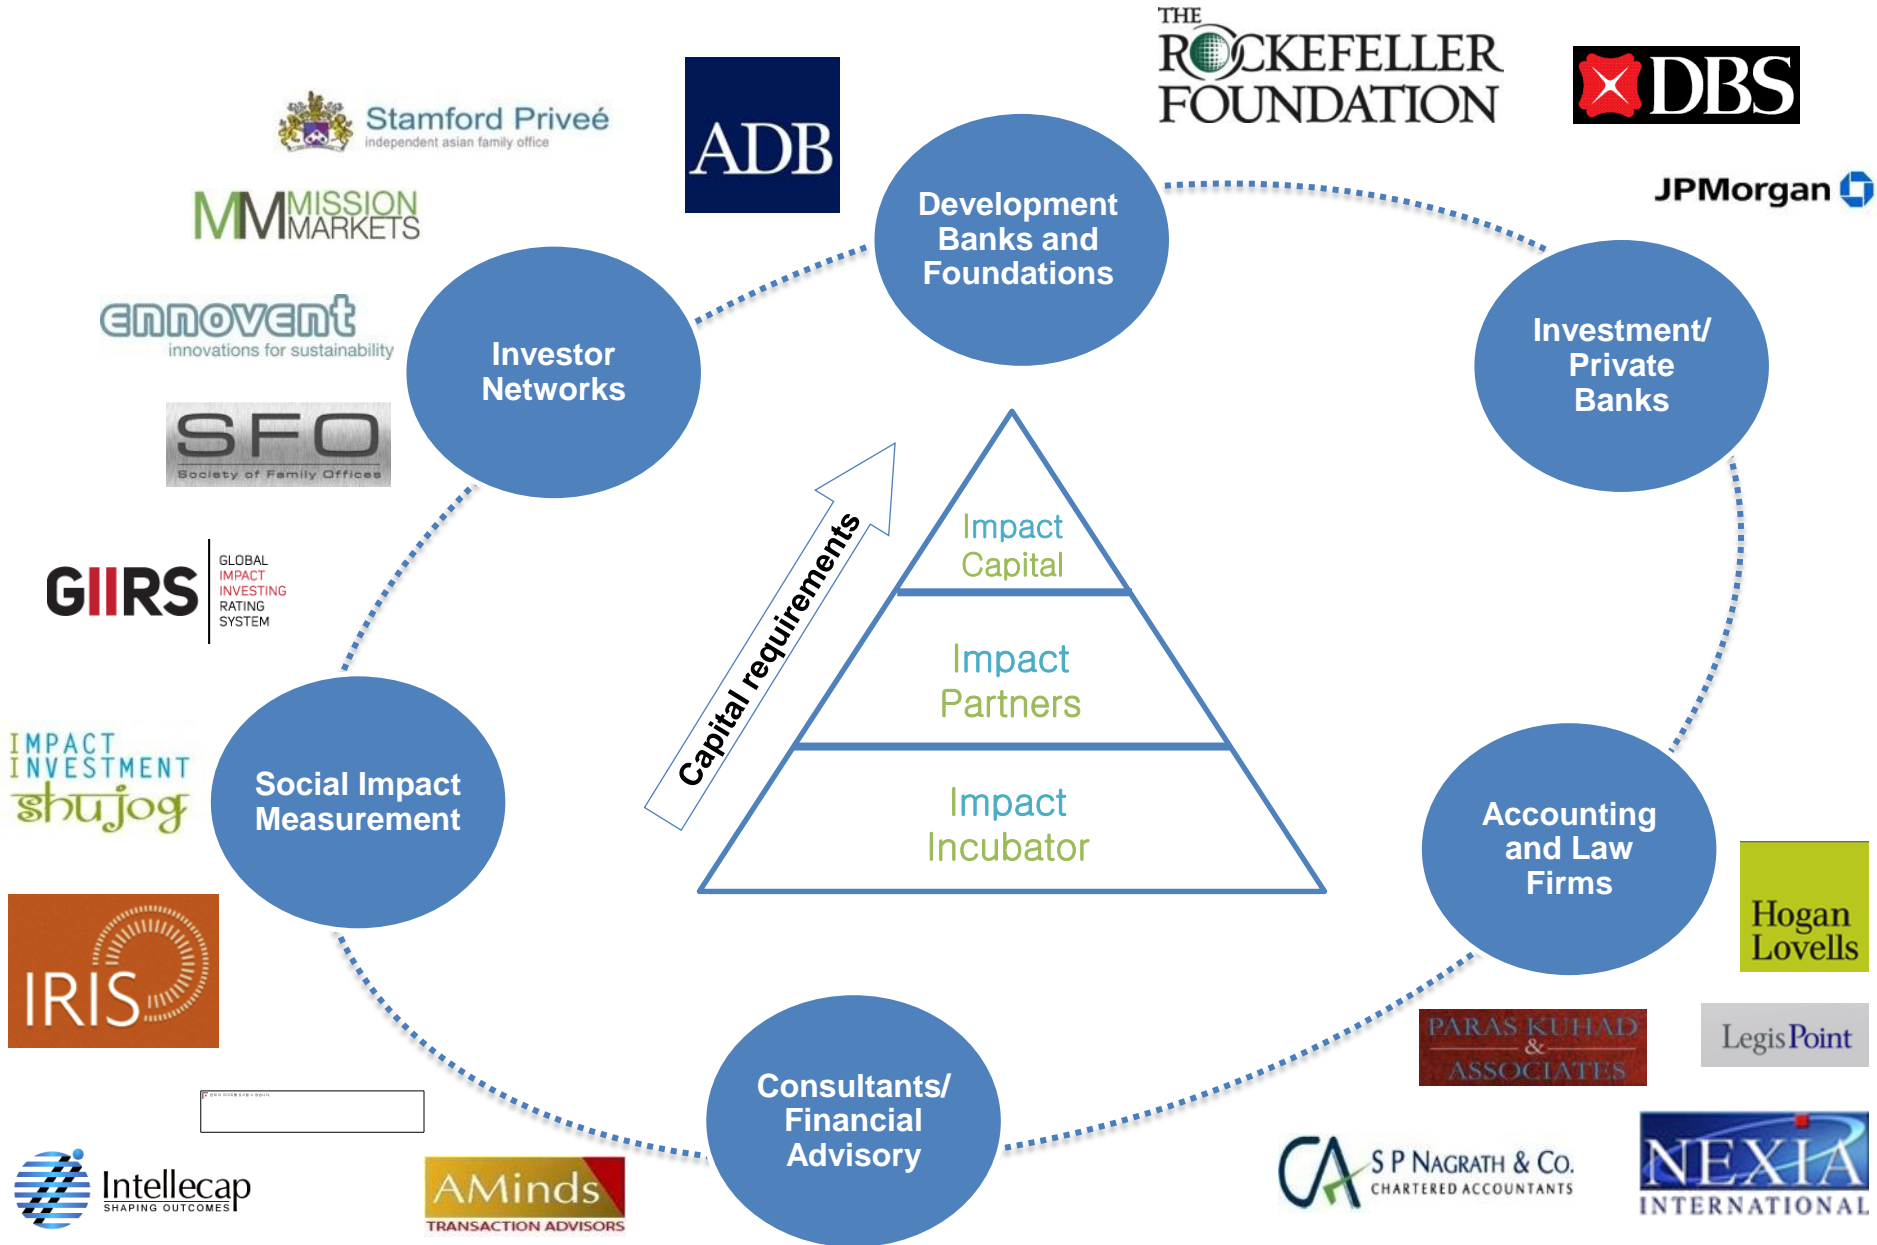 THE
ROCKEFELLER
FOUNDATION
DBS
Stamford Priveé
independent asian family office
ADB
JPMorgan
MM MISSION
MARKETS
Development
Banks and
Foundations
ennovent
innovations for sustainability
Investor
Networks
Investment/
Private
Banks
SFO
Society of Family Offices
Impact
Capital
Capital requirements
GIIRS
GLOBAL
IMPACT
INVESTING
RATING
SYSTEM
Impact
Partners
IMPACT
INVESTMENT
shujog
Social Impact
Measurement
Impact
Incubator
Accounting
and Law
Firms
Hogan
Lovells
IRIS
PARAS KUHAD
&
ASSOCIATES
LegisPoint
Consultants/
Financial
Advisory
Intellecap
SHAPING OUTCOMES
AMinds
TRANSACTION ADVISORS
CA S P NAGRATH & CO.
CHARTERED ACCOUNTANTS
NEXIA
INTERNATIONAL